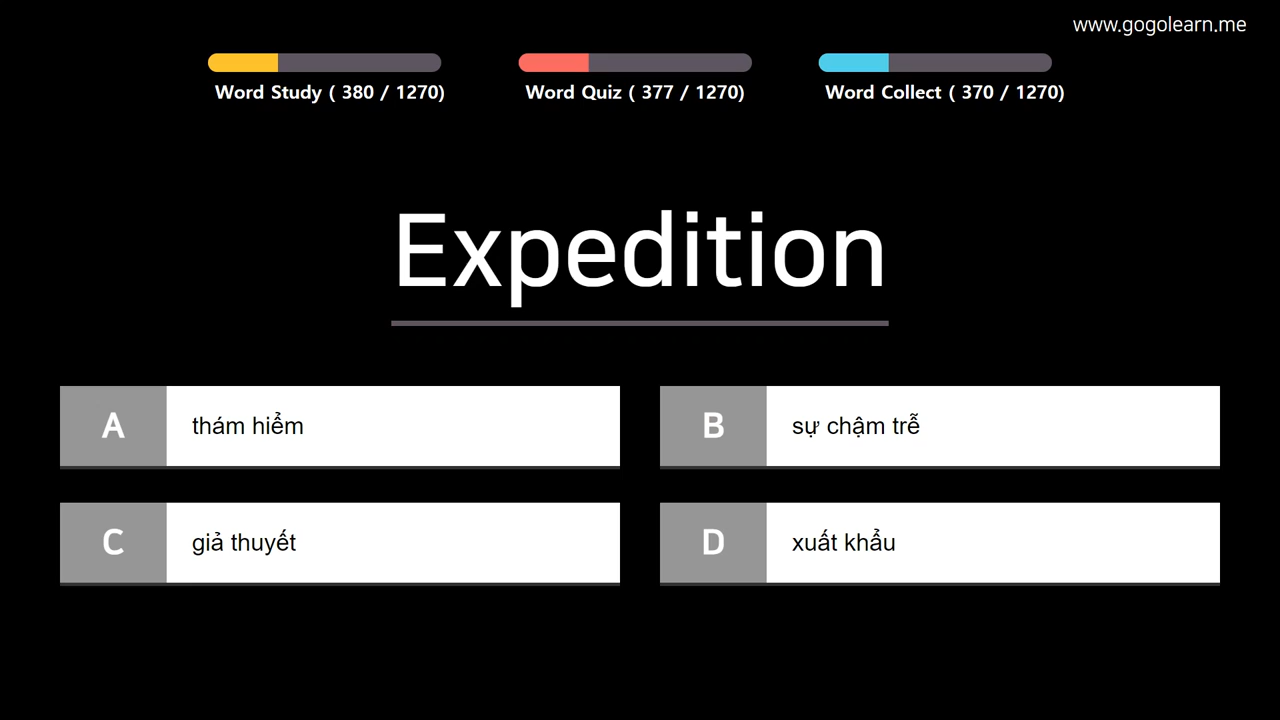 www.gogolearn.me
Word Study ( 380 / 1270)
Word Quiz ( 377 / 1270)
Word Collect ( 370 / 1270)
Expedition
A thám hiểm
B sự chậm trễ
C giả thuyết
D xuất khẩu